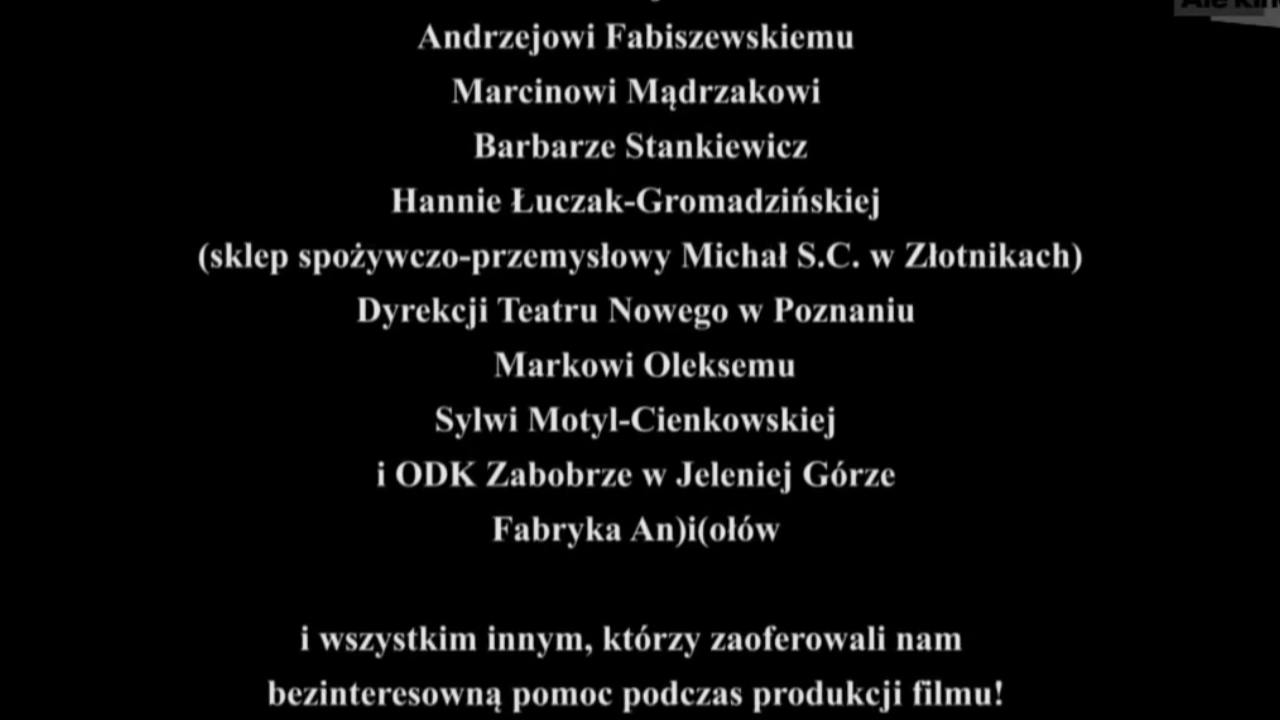 Ale kino
Andrzejowi Fabiszewskiemu
Marcinowi Mądrzakowi
Barbarze Stankiewicz
Hannie Łuczak-Gromadzińskiej
(sklep spożywczo-przemysłowy Michał S.C. w Złotnikach)
Dyrekcji Teatru Nowego w Poznaniu
Markowi Oleksemu
Sylwi Motyl-Cienkowskiej
i ODK Zabobrze w Jeleniej Górze
Fabryka An)i(ołów
i wszystkim innym, którzy zaoferowali nam
bezinteresowną pomoc podczas produkcji filmu!